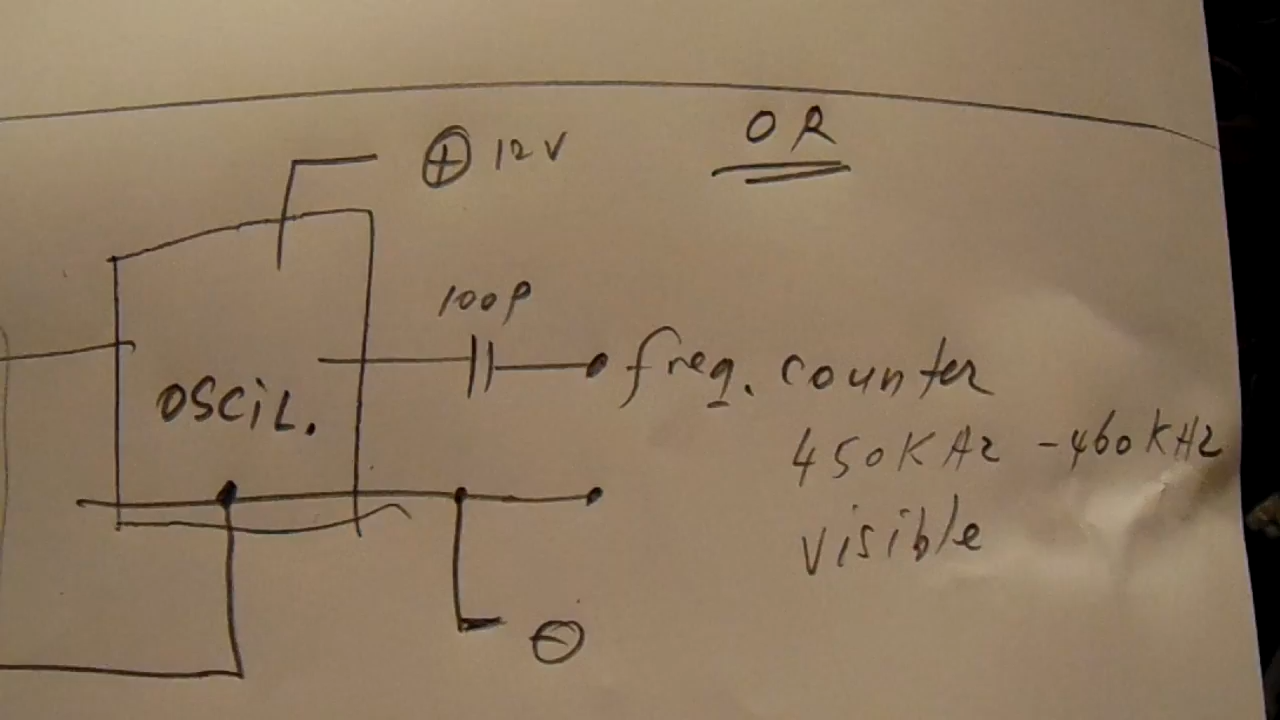 ⊕ 12V
OR
100P
freq. counter
OSCiL.
450KHz - 460KHz
visible
⊖